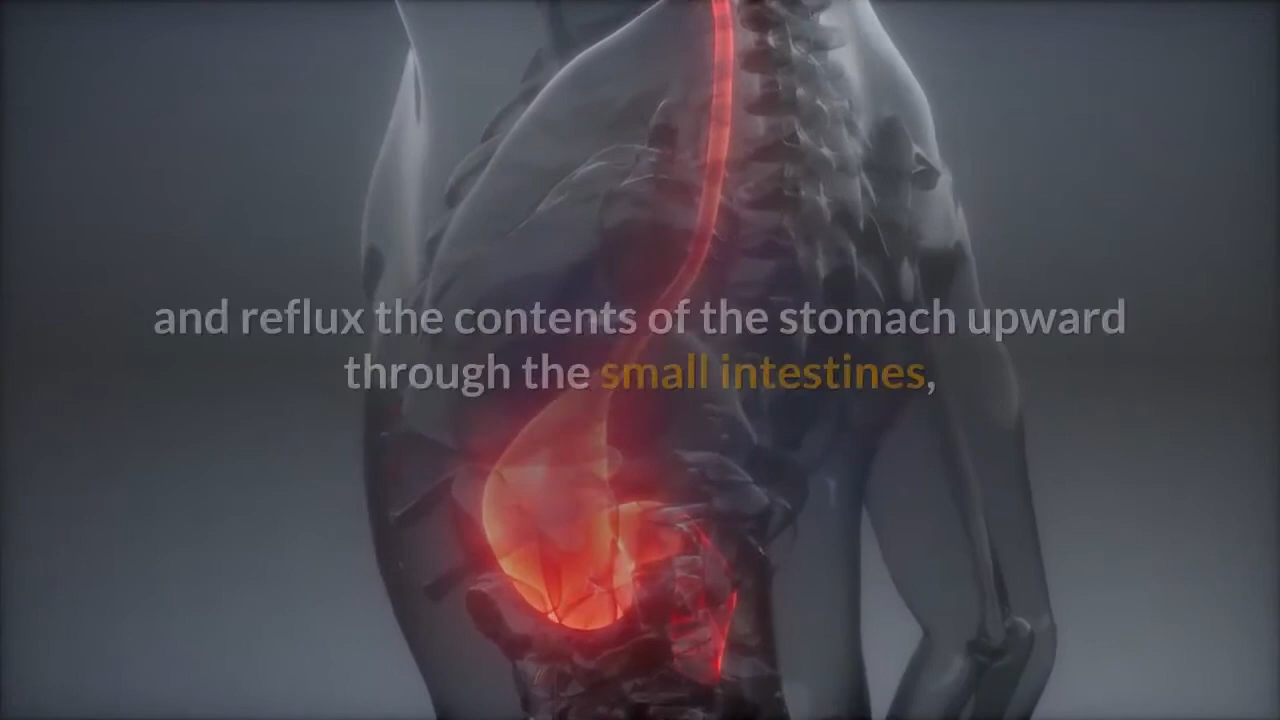 and reflux the contents of the stomach upward
through the small intestines,